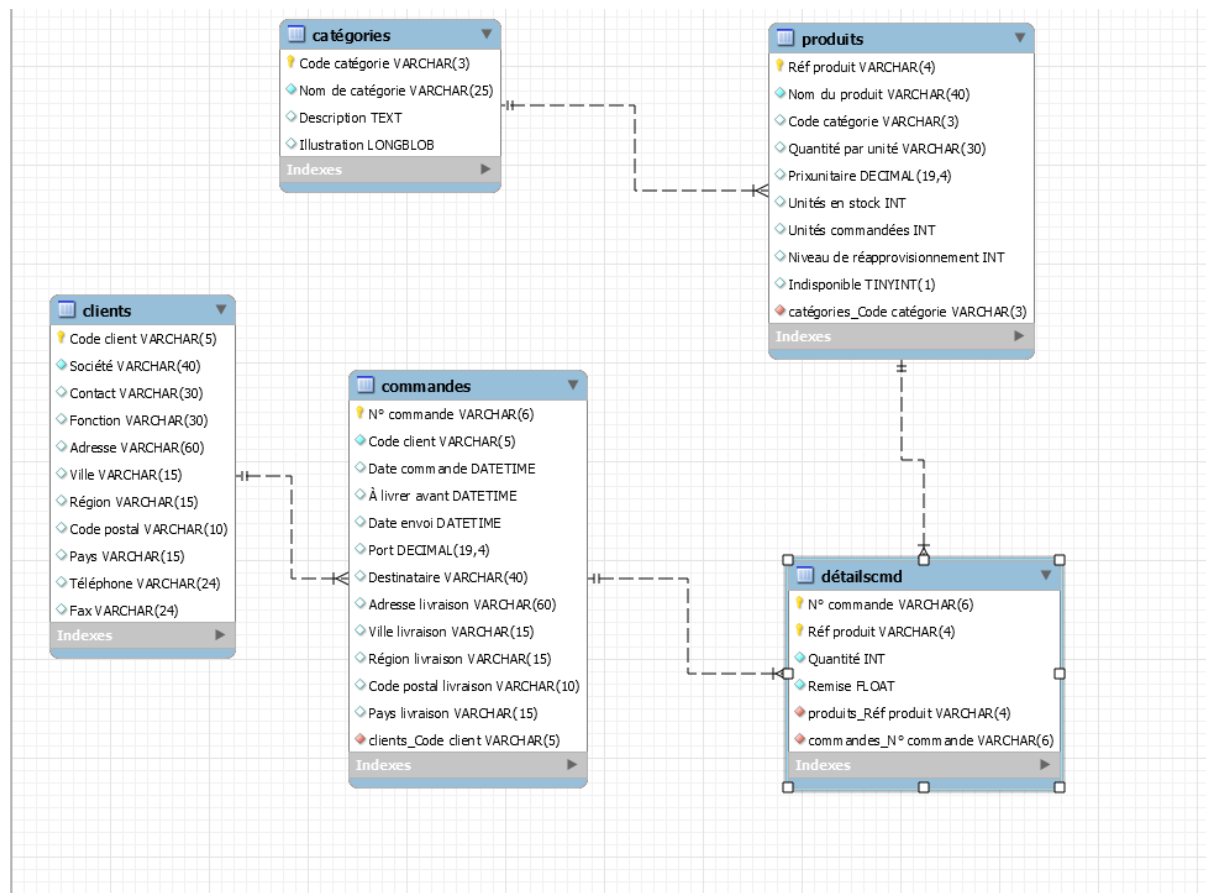 catégories
Code catégorie VARCHAR(3)
Nom de catégorie VARCHAR(25)
Description TEXT
Illustration LONGBLOB
Indexes
produits
Réf produit VARCHAR(4)
Nom du produit VARCHAR(40)
Code catégorie VARCHAR(3)
Quantité par unité VARCHAR(30)
Prixunitaire DECIMAL(19,4)
Unités en stock INT
Unités commandées INT
Niveau de réapprovisionnement INT
Indisponible TINYINT(1)
catégories_Code catégorie VARCHAR(3)
Indexes
clients
Code client VARCHAR(5)
Société VARCHAR(40)
Contact VARCHAR(30)
Fonction VARCHAR(30)
Adresse VARCHAR(60)
Ville VARCHAR(15)
Région VARCHAR(15)
Code postal VARCHAR(10)
Pays VARCHAR(15)
Téléphone VARCHAR(24)
Fax VARCHAR(24)
Indexes
commandes
N° commande VARCHAR(6)
Code client VARCHAR(5)
Date commande DATETIME
À livrer avant DATETIME
Date envoi DATETIME
Port DECIMAL(19,4)
Destinataire VARCHAR(40)
Adresse livraison VARCHAR(60)
Ville livraison VARCHAR(15)
Région livraison VARCHAR(15)
Code postal livraison VARCHAR(10)
Pays livraison VARCHAR(15)
clients_Code client VARCHAR(5)
Indexes
détailscmd
N° commande VARCHAR(6)
Réf produit VARCHAR(4)
Quantité INT
Remise FLOAT
produits_Réf produit VARCHAR(4)
commandes_N° commande VARCHAR(6)
Indexes